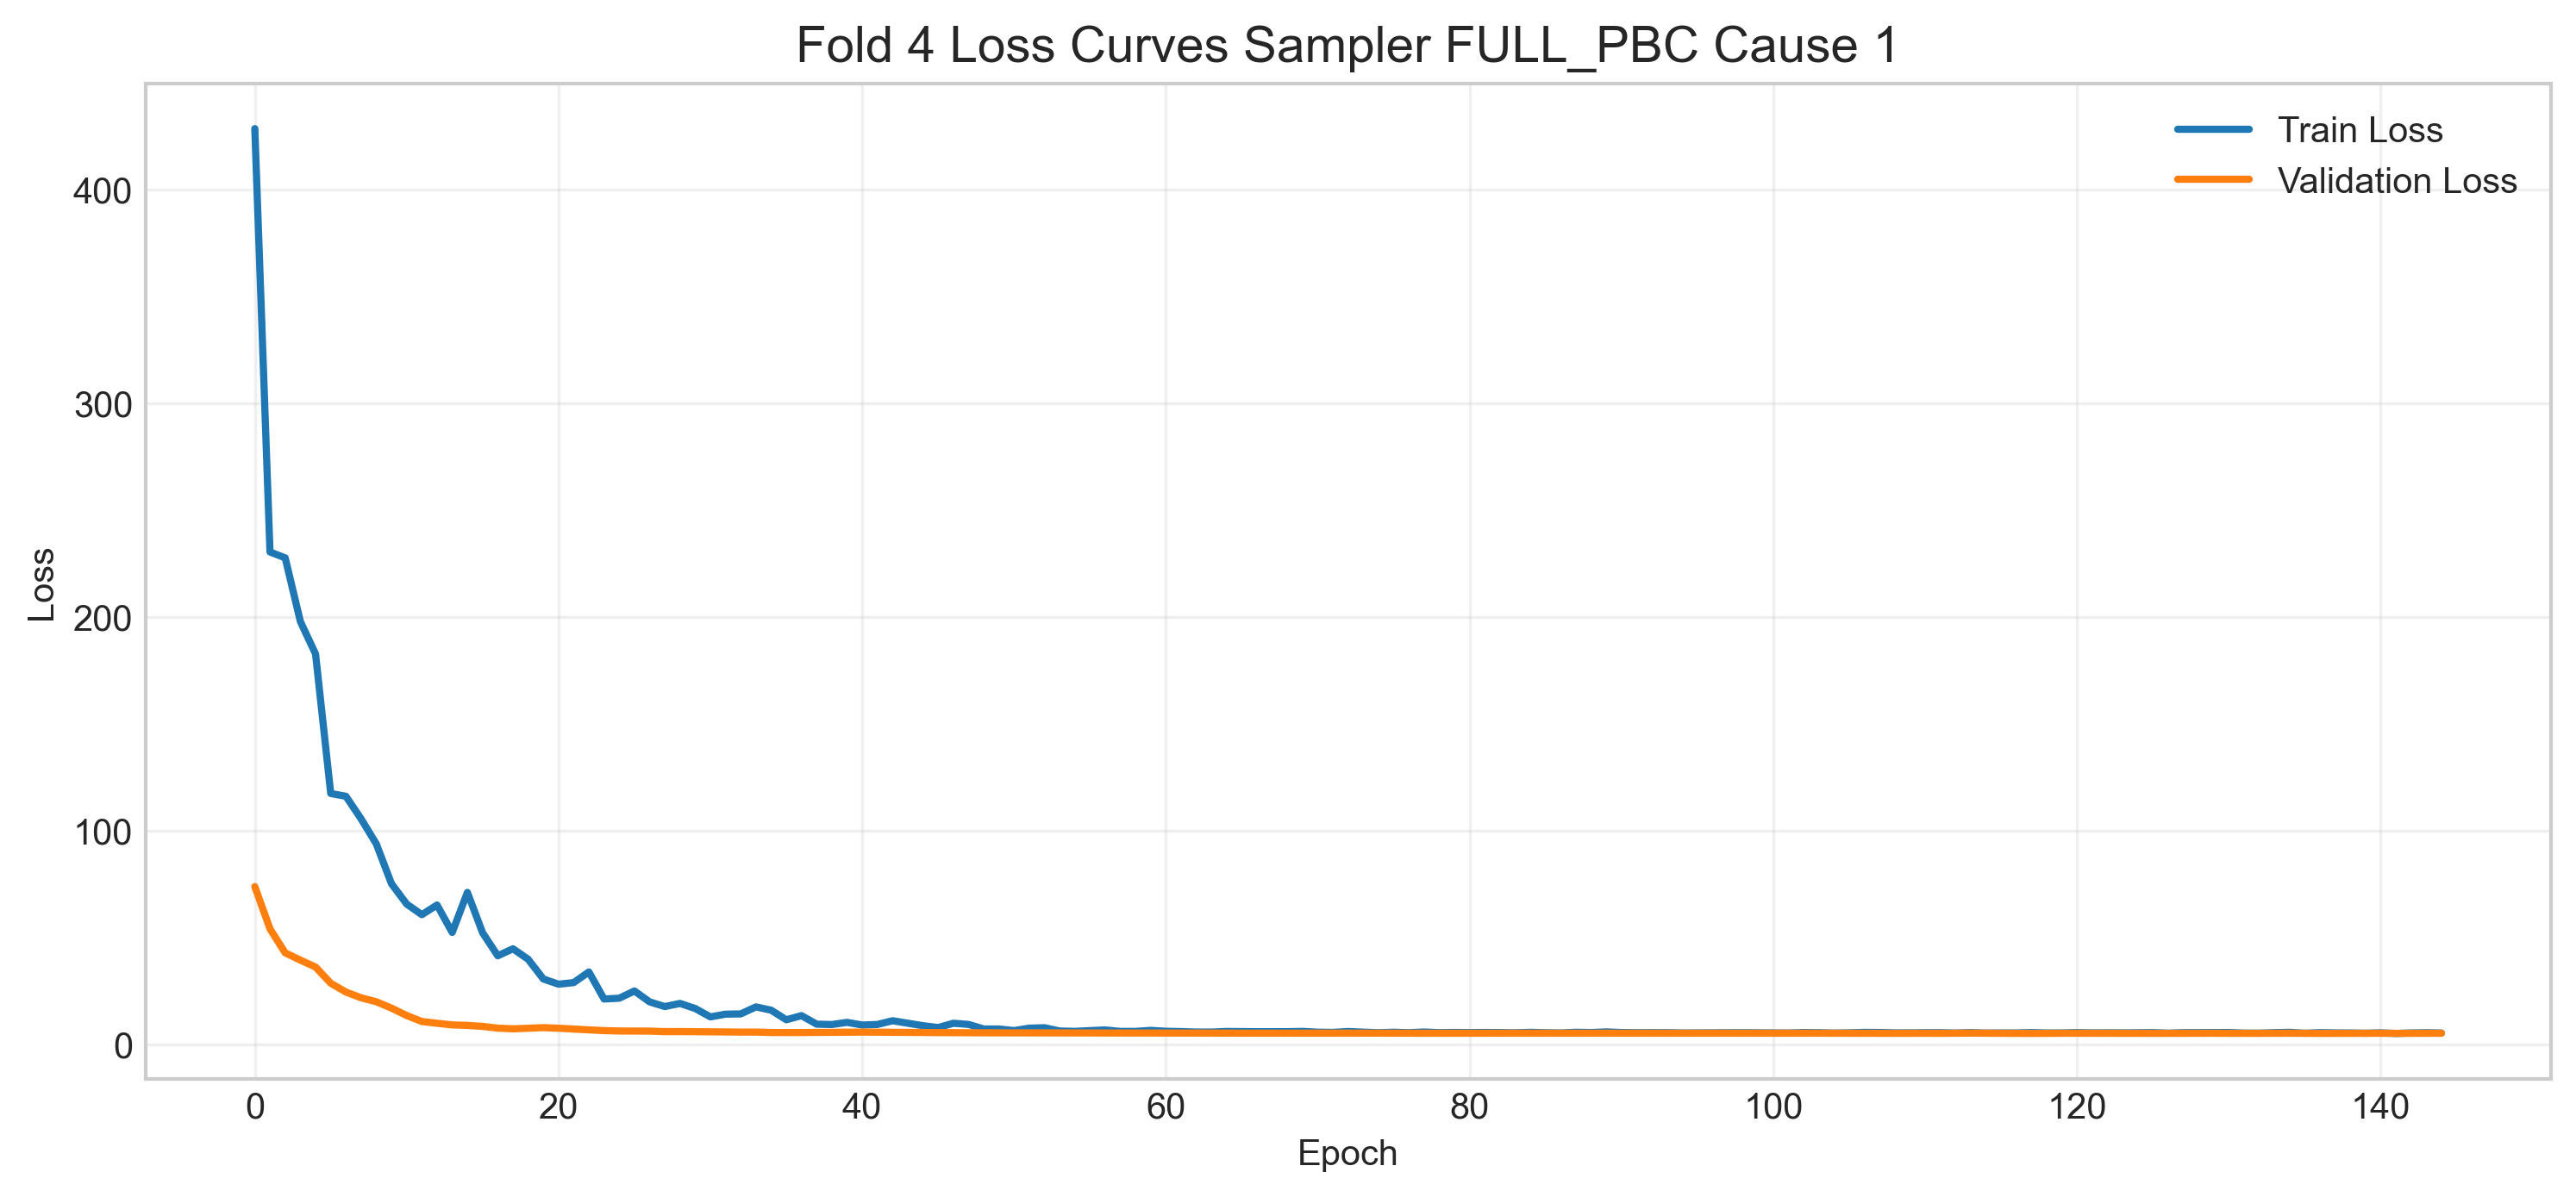 Fold 4 Loss Curves Sampler FULL_PBC Cause 1
Train Loss
Validation Loss
Loss
400
300
200
100
0
0 20 40 60 80 100 120 140
Epoch